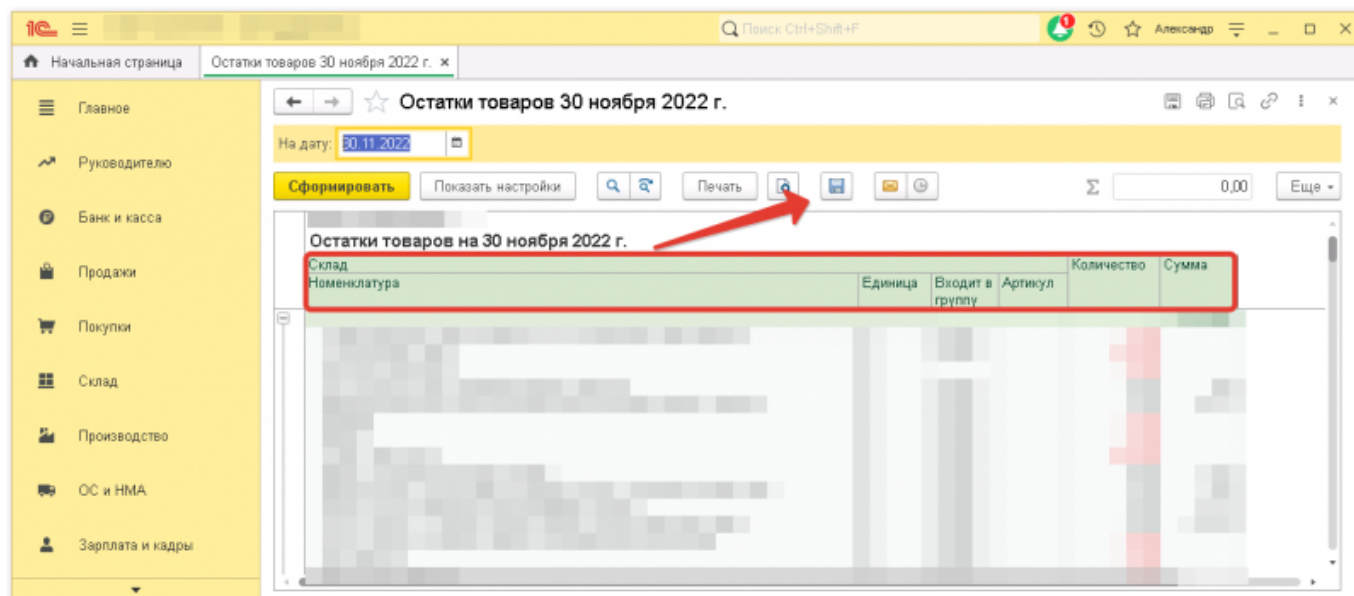 1С Поиск Ctrl+Shift+F 1 Александр
Начальная страница Остатки товаров 30 ноября 2022 г. ×
Главное
Руководителю
Банк и касса
Продажи
Покупки
Склад
Производство
ОС и НМА
Зарплата и кадры
Остатки товаров 30 ноября 2022 г.
На дату: 30.11.2022
Сформировать Показать настройки Печать Σ 0,00 Еще
Остатки товаров на 30 ноября 2022 г.
Склад Количество Сумма
Номенклатура Единица Входит в Артикул
группу